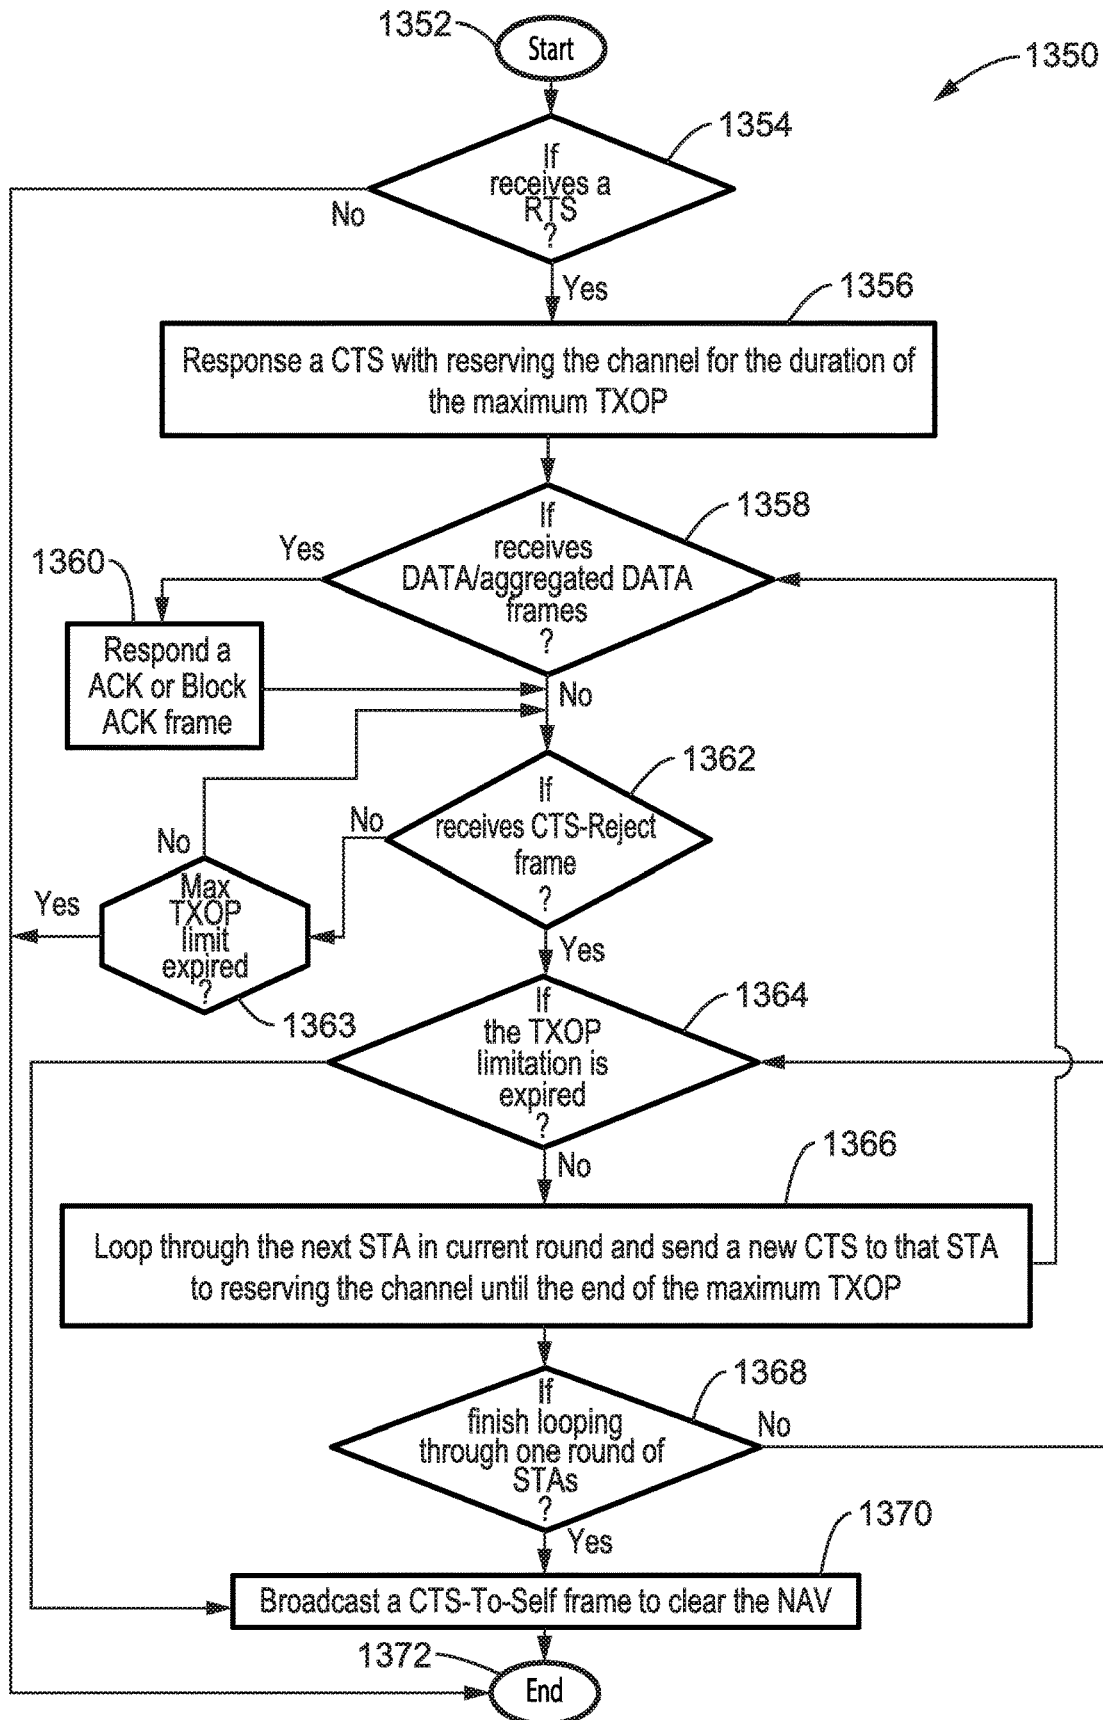 1352
Start
1350
1354
If
receives a
RTS
?
No
Yes
1356
Response a CTS with reserving the channel for the duration of
the maximum TXOP
1358
If
receives
DATA/aggregated DATA
frames
?
Yes
1360
Respond a
ACK or Block
ACK frame
No
1362
If
receives CTS-Reject
frame
?
No
No
Yes
Max
TXOP
limit
expired
?
1363
Yes
1364
If
the TXOP
limitation is
expired
?
No
1366
Loop through the next STA in current round and send a new CTS to that STA
to reserving the channel until the end of the maximum TXOP
1368
If
finish looping
through one round of
STAs
?
No
Yes
1370
Broadcast a CTS-To-Self frame to clear the NAV
1372
End